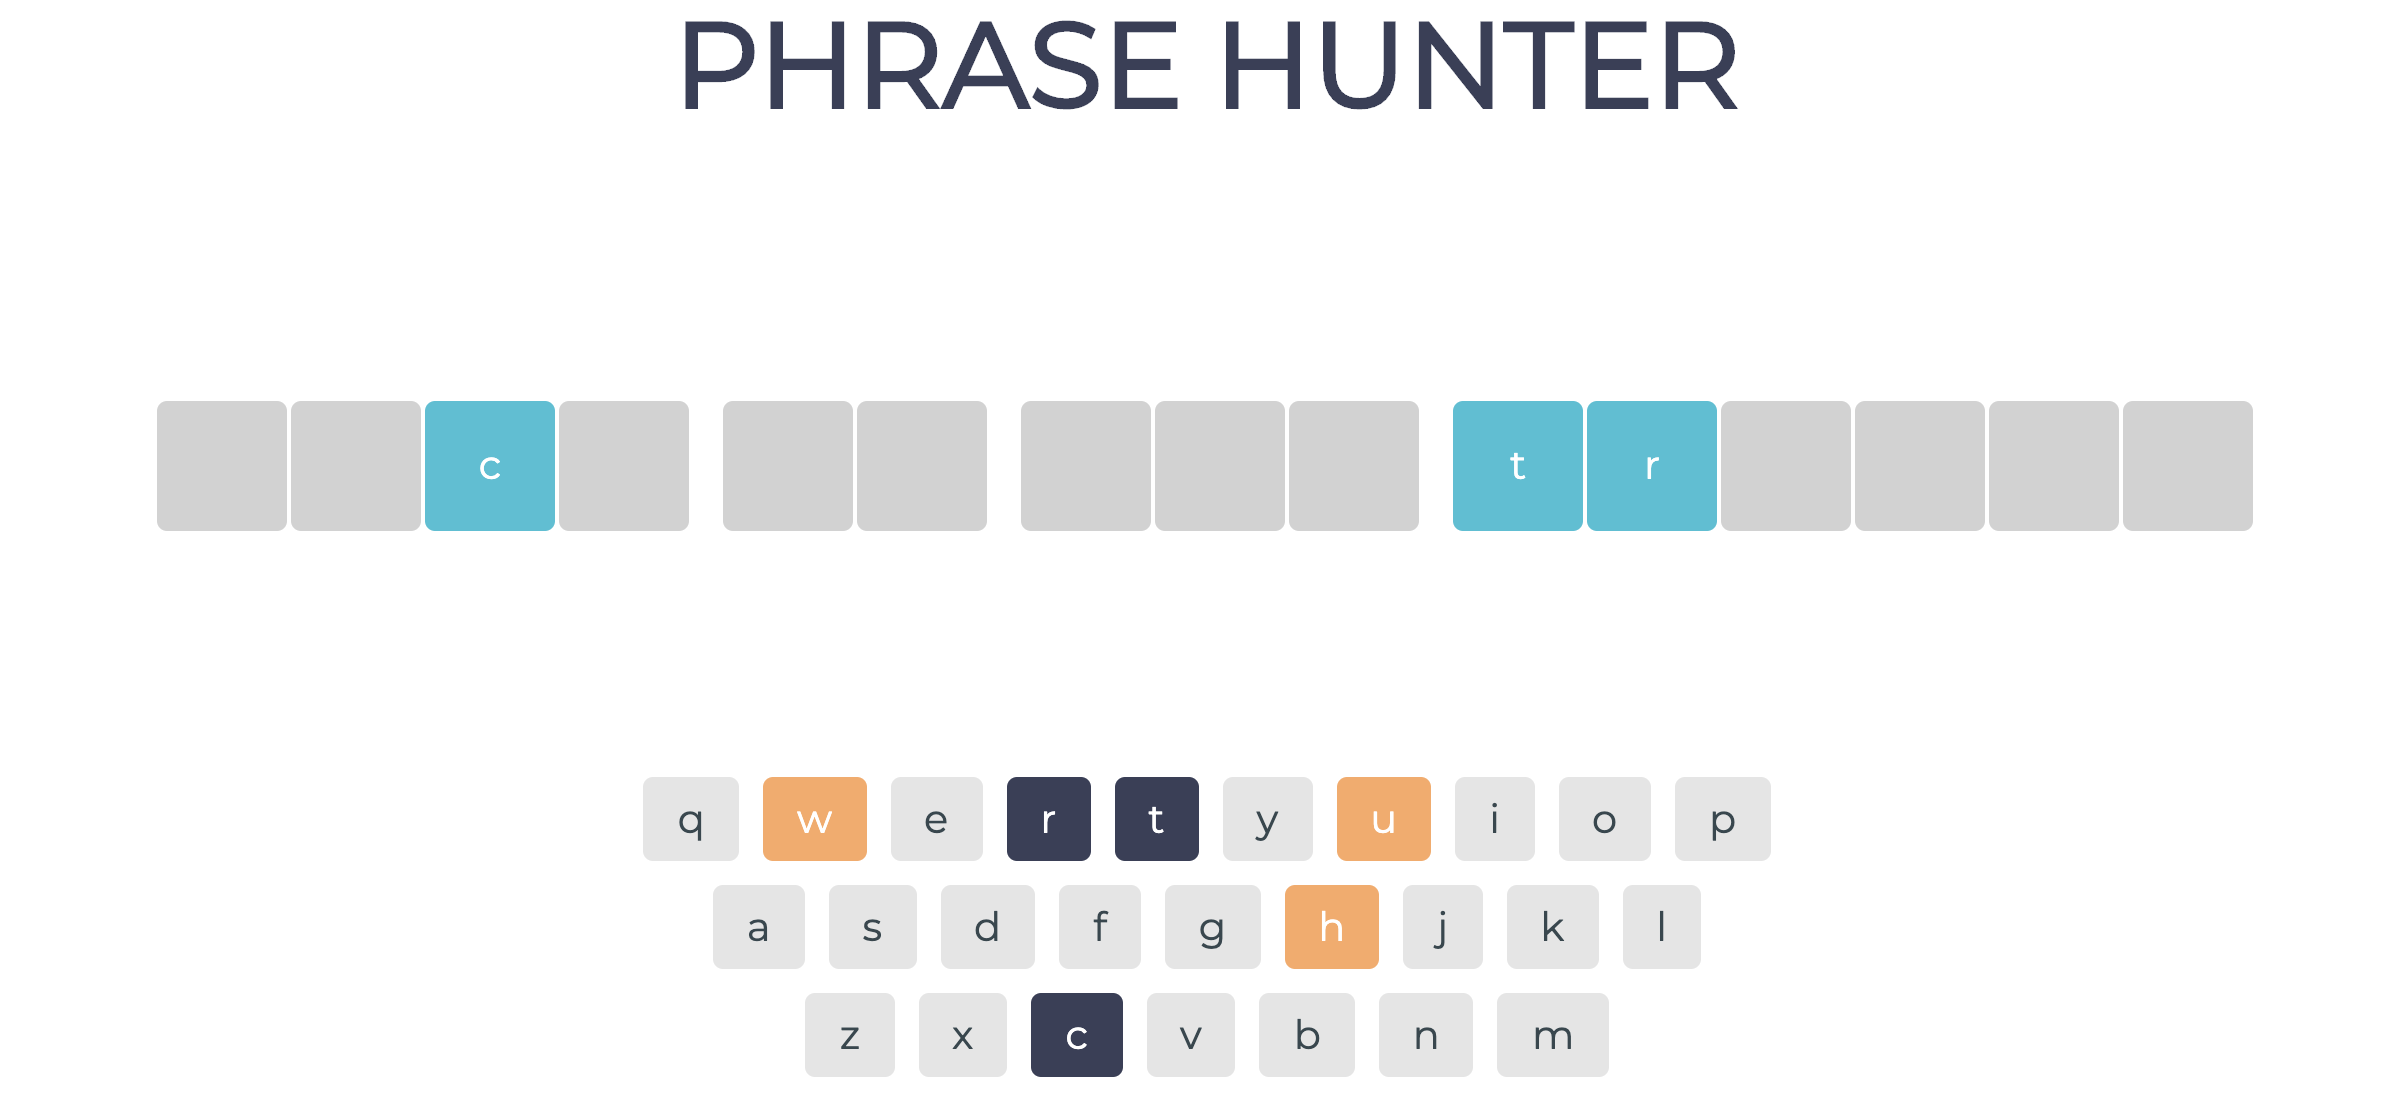 PHRASE HUNTER
c t r
q w e r t y u i o p
a s d f g h j k l
z x c v b n m